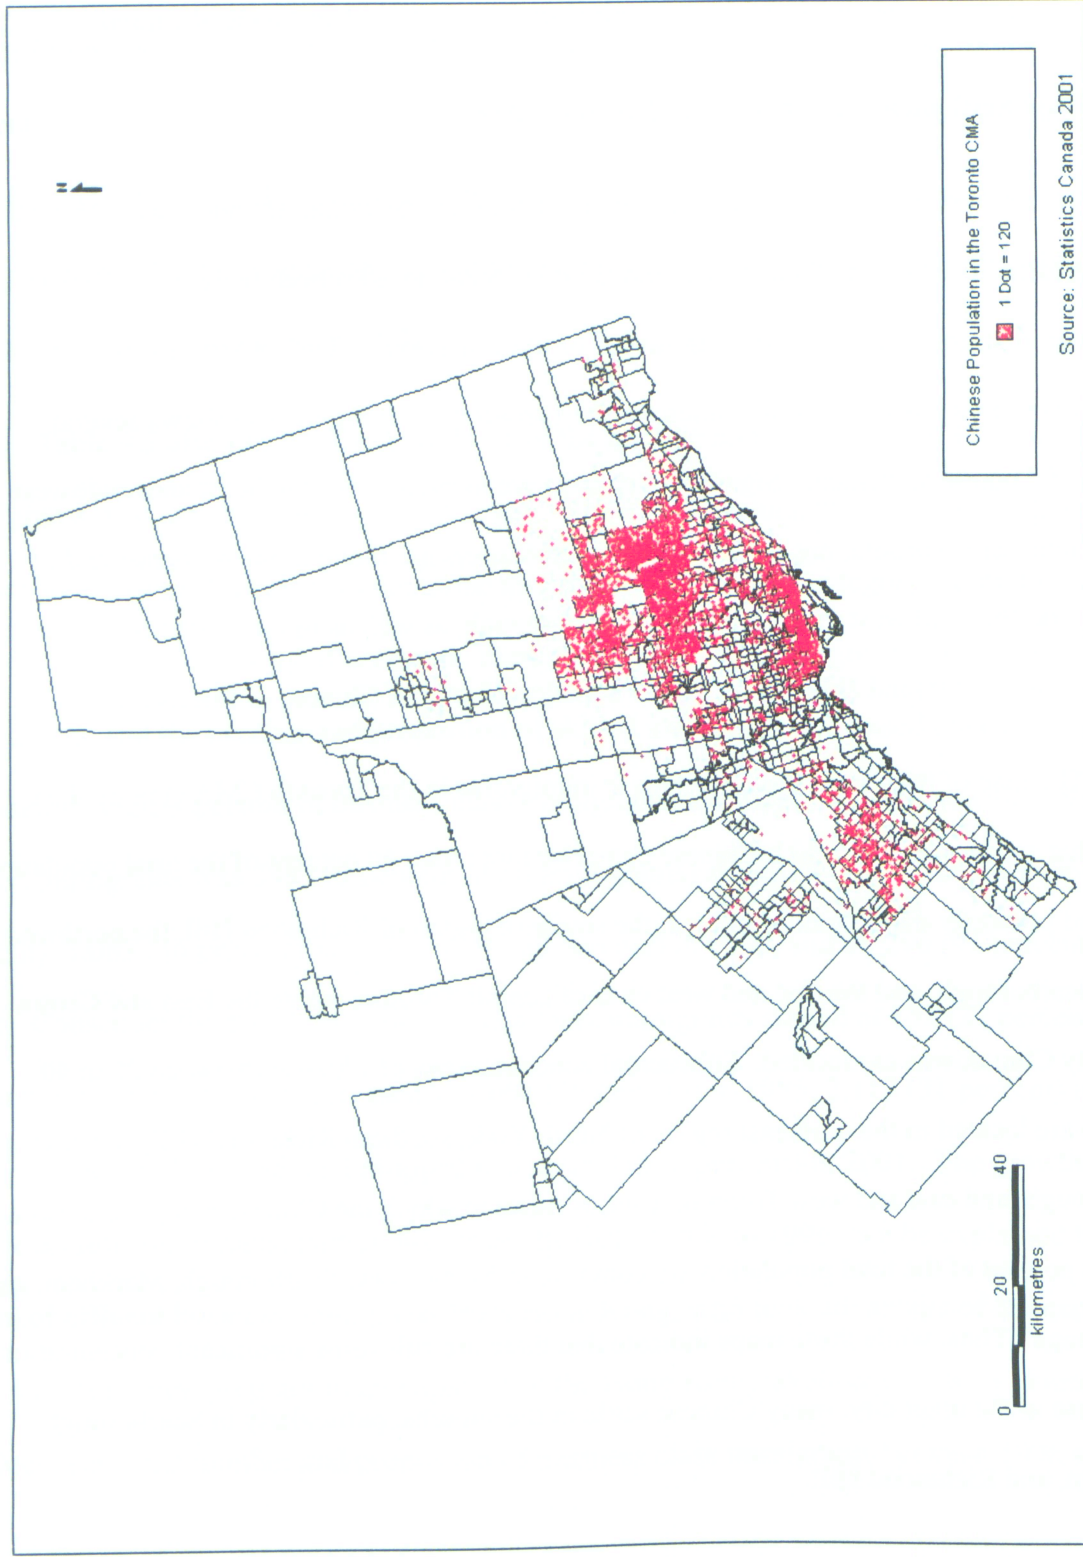 N
Chinese Population in the Toronto CMA
1 Dot = 120
0 20 40
kilometres
Source: Statistics Canada 2001